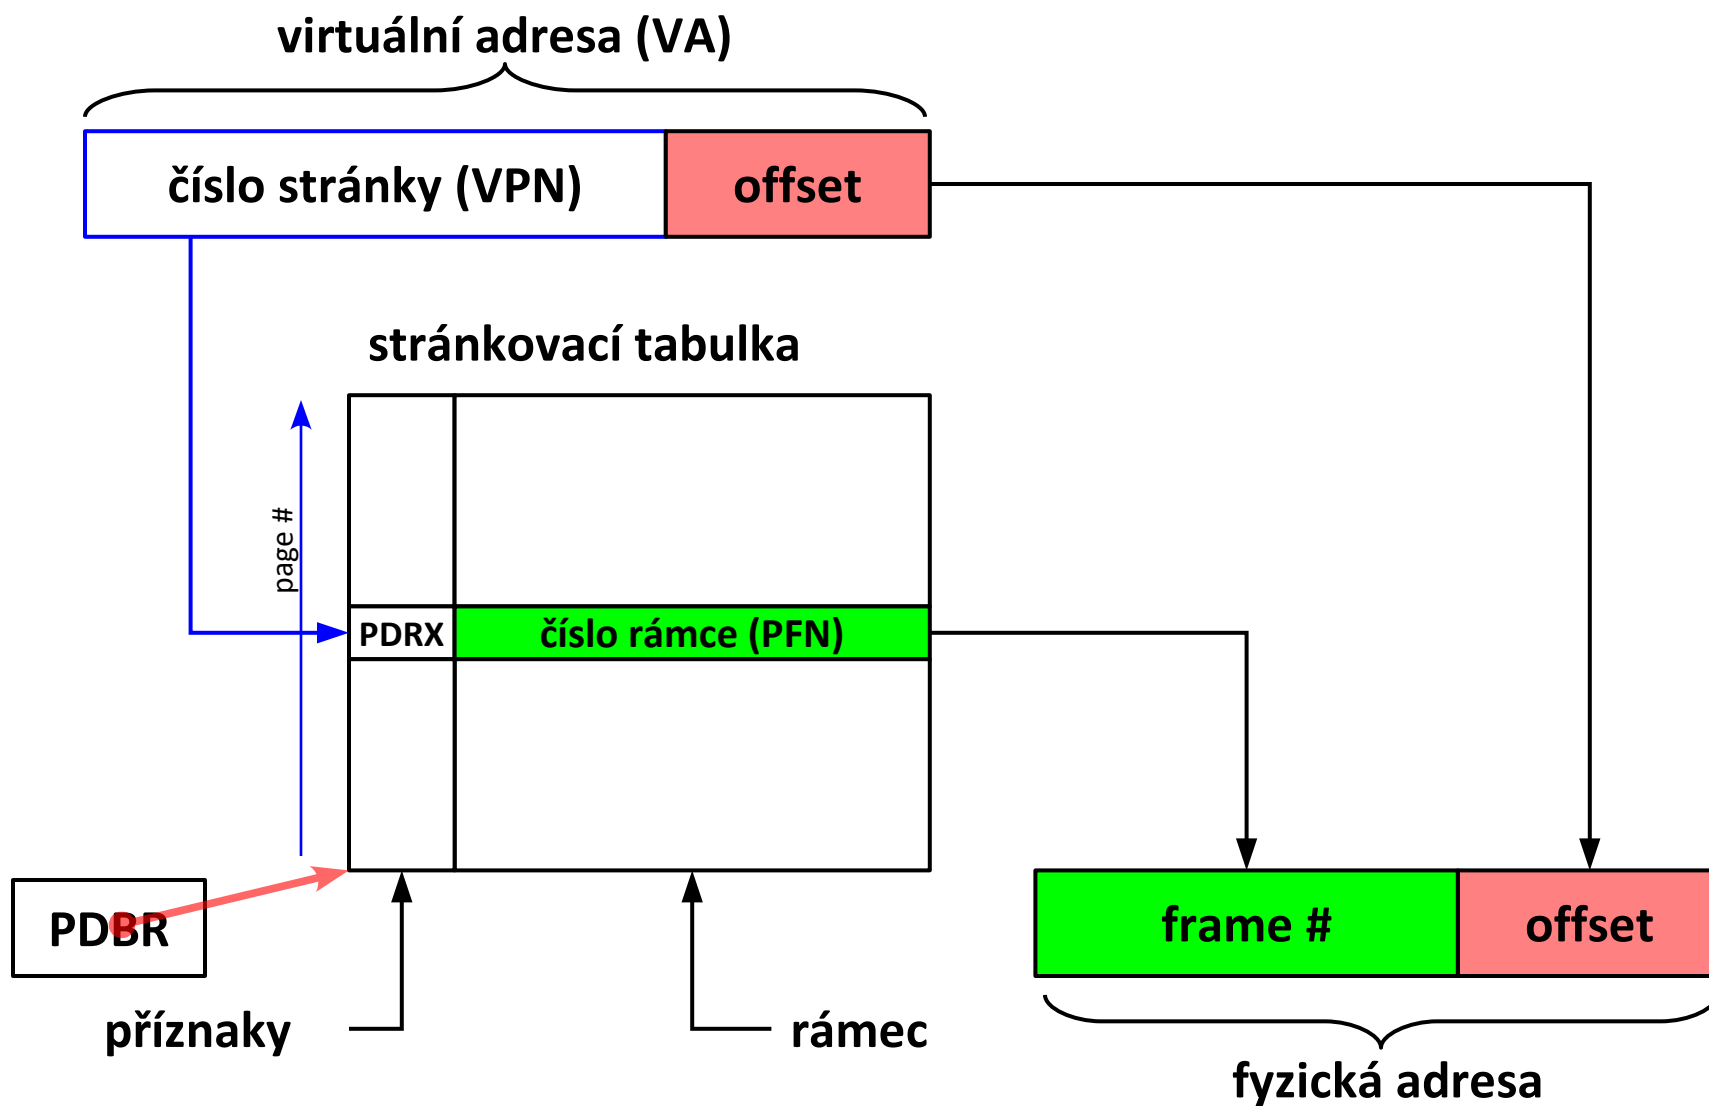 virtuální adresa (VA)
číslo stránky (VPN)
offset
stránkovací tabulka
page #
PDRX
číslo rámce (PFN)
PDBR
frame #
offset
příznaky
rámec
fyzická adresa